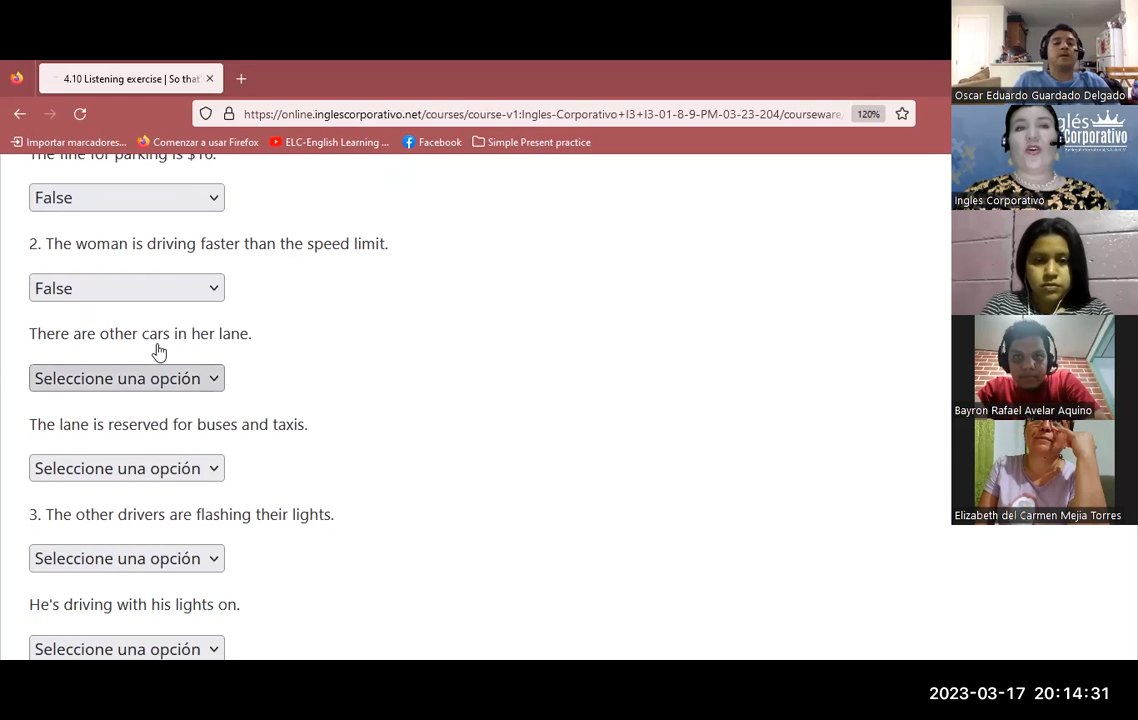 4.10 Listening exercise | So that'
https://online.inglescorporativo.net/courses/course-v1:Ingles-Corporativo+I3+I3-01-8-9-PM-03-23-204/courseware,
120%
Importar marcadores...
Comenzar a usar Firefox
ELC-English Learning ...
Facebook
Simple Present practice
The fine for parking is $16.
False
2. The woman is driving faster than the speed limit.
False
There are other cars in her lane.
Seleccione una opción
The lane is reserved for buses and taxis.
Seleccione una opción
3. The other drivers are flashing their lights.
Seleccione una opción
He's driving with his lights on.
Seleccione una opción
Oscar Eduardo Guardado Delgado
Inglés
Corporativo
Ingles Corporativo
Bayron Rafael Avelar Aquino
Elizabeth del Carmen Mejia Torres
2023-03-17 20:14:31